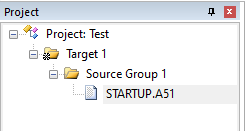 Project
Project: Test
Target 1
Source Group 1
STARTUP.A51